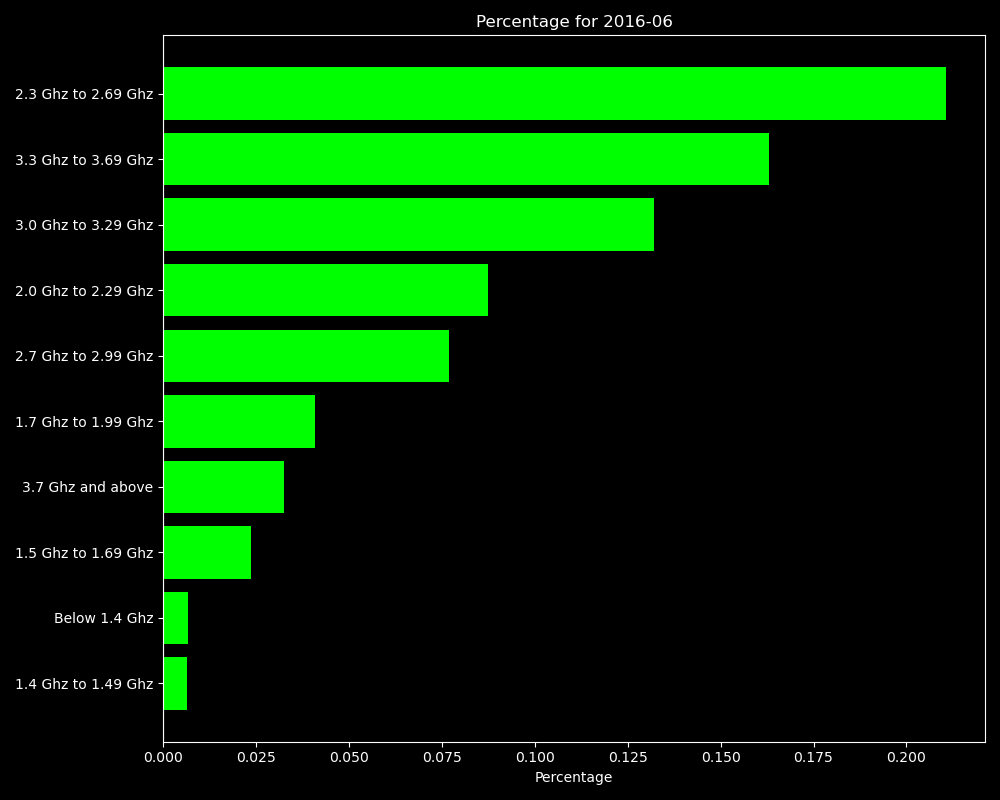 Percentage for 2016-06
2.3 Ghz to 2.69 Ghz
3.3 Ghz to 3.69 Ghz
3.0 Ghz to 3.29 Ghz
2.0 Ghz to 2.29 Ghz
2.7 Ghz to 2.99 Ghz
1.7 Ghz to 1.99 Ghz
3.7 Ghz and above
1.5 Ghz to 1.69 Ghz
Below 1.4 Ghz
1.4 Ghz to 1.49 Ghz
0.000 0.025 0.050 0.075 0.100 0.125 0.150 0.175 0.200
Percentage